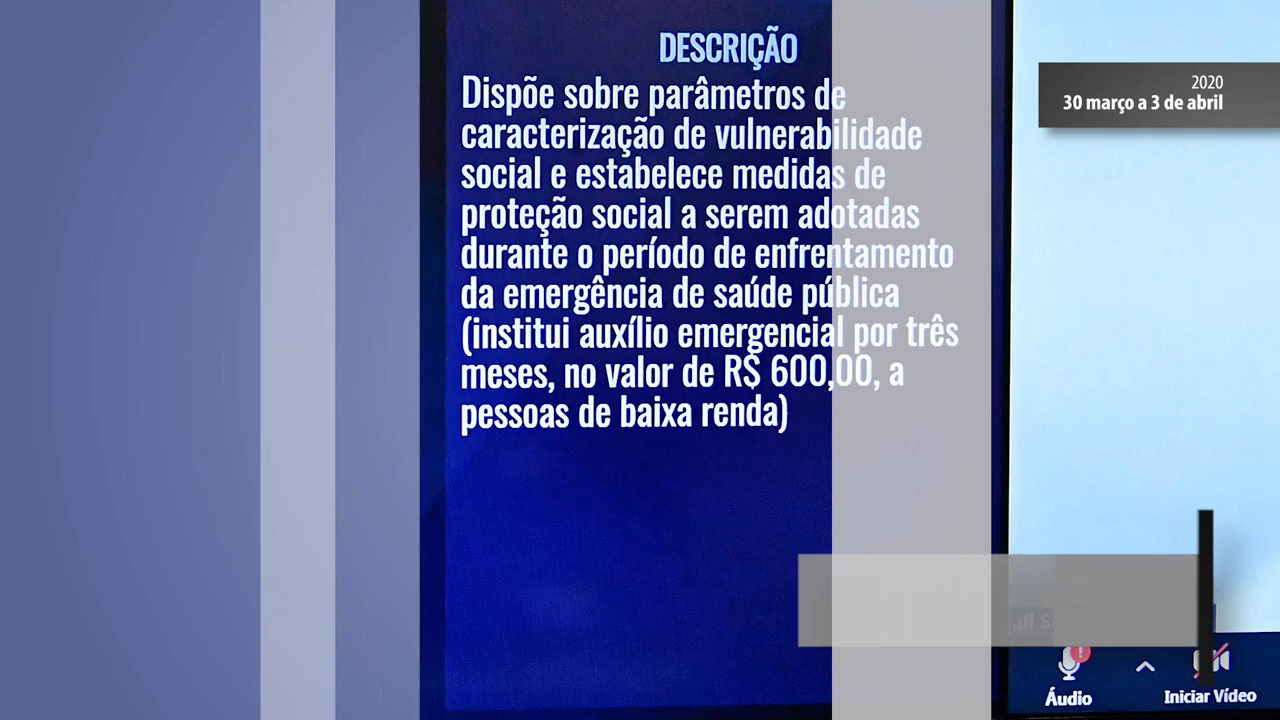 DESCRIÇÃO
Dispõe sobre parâmetros de
caracterização de vulnerabilidade
social e estabelece medidas de
proteção social a serem adotadas
durante o período de enfrentamento
da emergência de saúde pública
(institui auxílio emergencial por três
meses, no valor de R$ 600,00, a
pessoas de baixa renda)
2020
30 março a 3 de abril
Áudio
Iniciar Vídeo